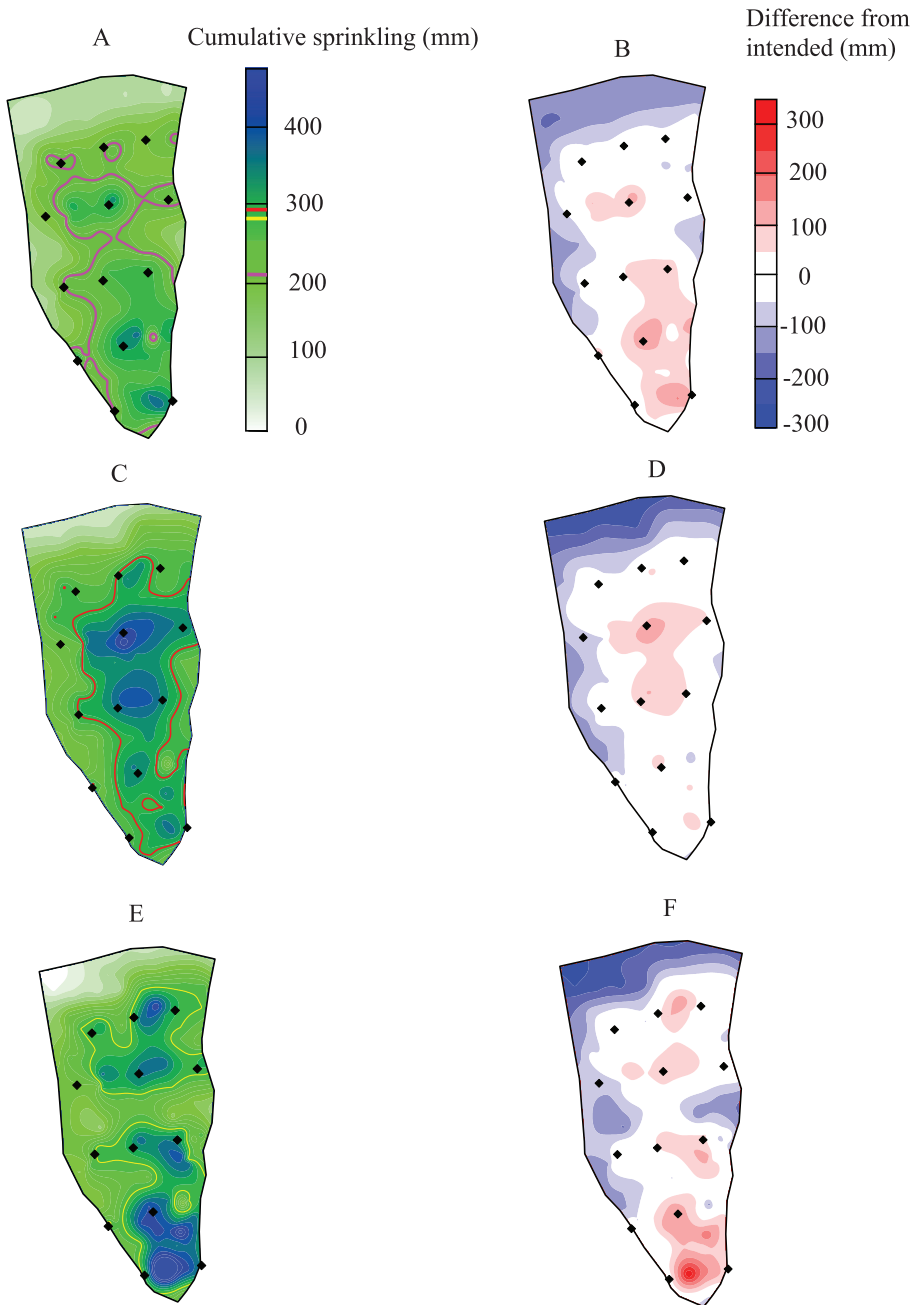 A
Cumulative sprinkling (mm)
400
300
200
100
0
B
Difference from
intended (mm)
300
200
100
0
-100
-200
-300
C
D
E
F